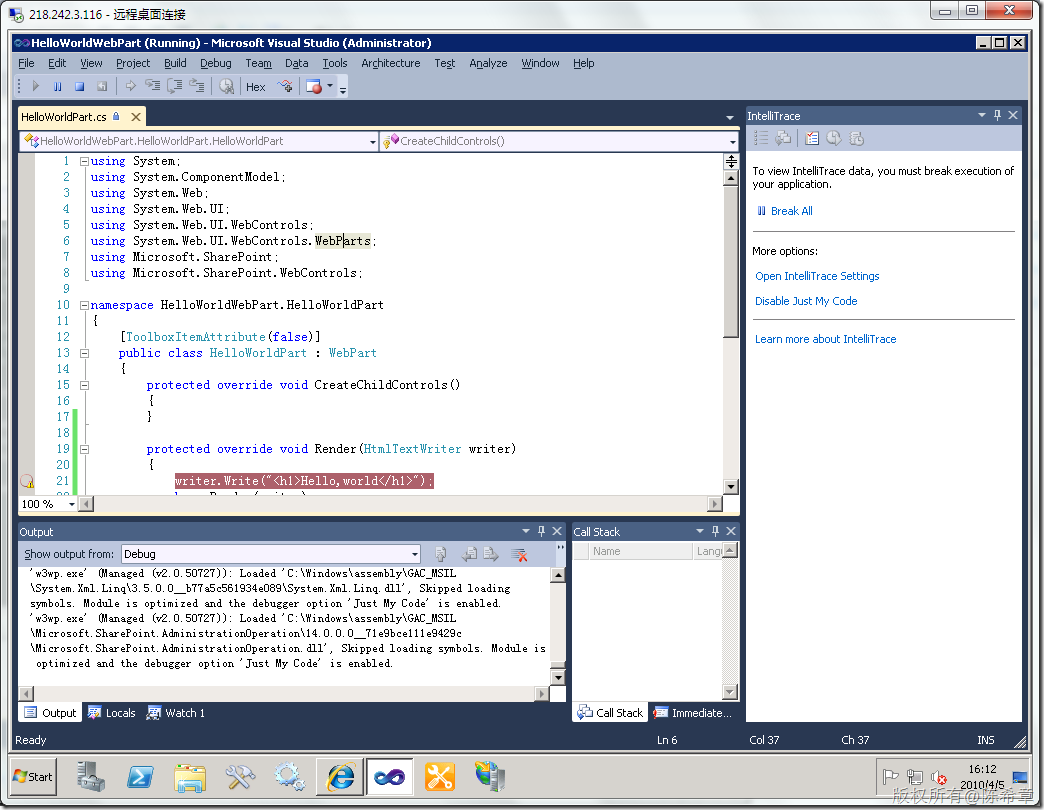 218.242.3.116 - 远程桌面连接
HelloWorldWebPart (Running) - Microsoft Visual Studio (Administrator)
File Edit View Project Build Debug Team Data Tools Architecture Test Analyze Window Help
Hex
HelloWorldPart.cs
IntelliTrace
HelloWorldWebPart.HelloWorldPart.HelloWorldPart
CreateChildControls()
1 using System;
2 using System.ComponentModel;
3 using System.Web;
4 using System.Web.UI;
5 using System.Web.UI.WebControls;
6 using System.Web.UI.WebControls.WebParts;
7 using Microsoft.SharePoint;
8 using Microsoft.SharePoint.WebControls;
9
10 namespace HelloWorldWebPart.HelloWorldPart
11 {
12 [ToolboxItemAttribute(false)]
13 public class HelloWorldPart : WebPart
14 {
15 protected override void CreateChildControls()
16 {
17 }
18
19 protected override void Render(HtmlTextWriter writer)
20 {
21 writer.Write("<h1>Hello,world</h1>");
100 %
To view IntelliTrace data, you must break execution of
your application.
Break All
More options:
Open IntelliTrace Settings
Disable Just My Code
Learn more about IntelliTrace
Output
Show output from: Debug
'w3wp.exe' (Managed (v2.0.50727)): Loaded 'C:\Windows\assembly\GAC_MSIL
\System.Xml.Linq\3.5.0.0__b77a5c561934e089\System.Xml.Linq.dll', Skipped loading
symbols. Module is optimized and the debugger option 'Just My Code' is enabled.
'w3wp.exe' (Managed (v2.0.50727)): Loaded 'C:\Windows\assembly\GAC_MSIL
\Microsoft.SharePoint.AdministrationOperation\14.0.0.0__71e9bce111e9429c
\Microsoft.SharePoint.AdministrationOperation.dll', Skipped loading symbols. Module is
optimized and the debugger option 'Just My Code' is enabled.
Call Stack
Name Lang
Output Locals Watch 1
Call Stack Immediate...
Ready Ln 6 Col 37 Ch 37 INS
Start
16:12
2010/4/5
版权所有@陈希章